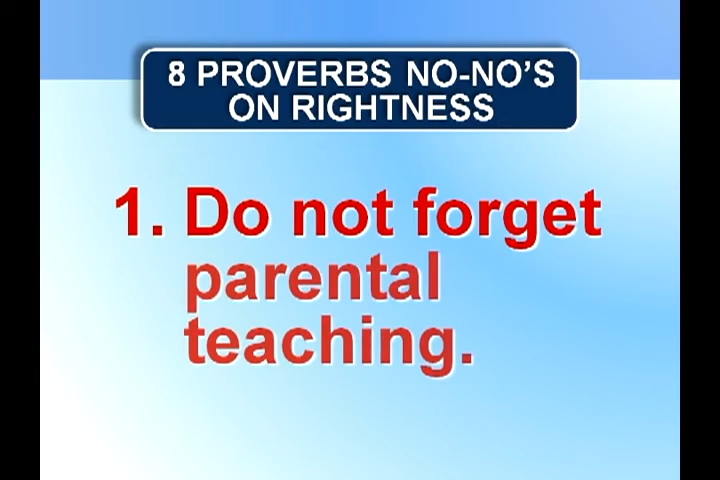 8 PROVERBS NO-NO'S
ON RIGHTNESS
1. Do not forget
parental
teaching.